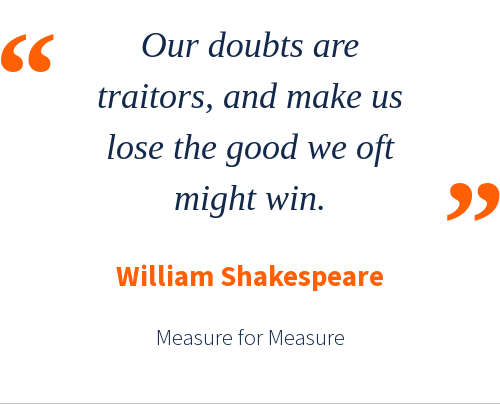 “
Our doubts are
traitors, and make us
lose the good we oft
might win.
”
William Shakespeare
Measure for Measure